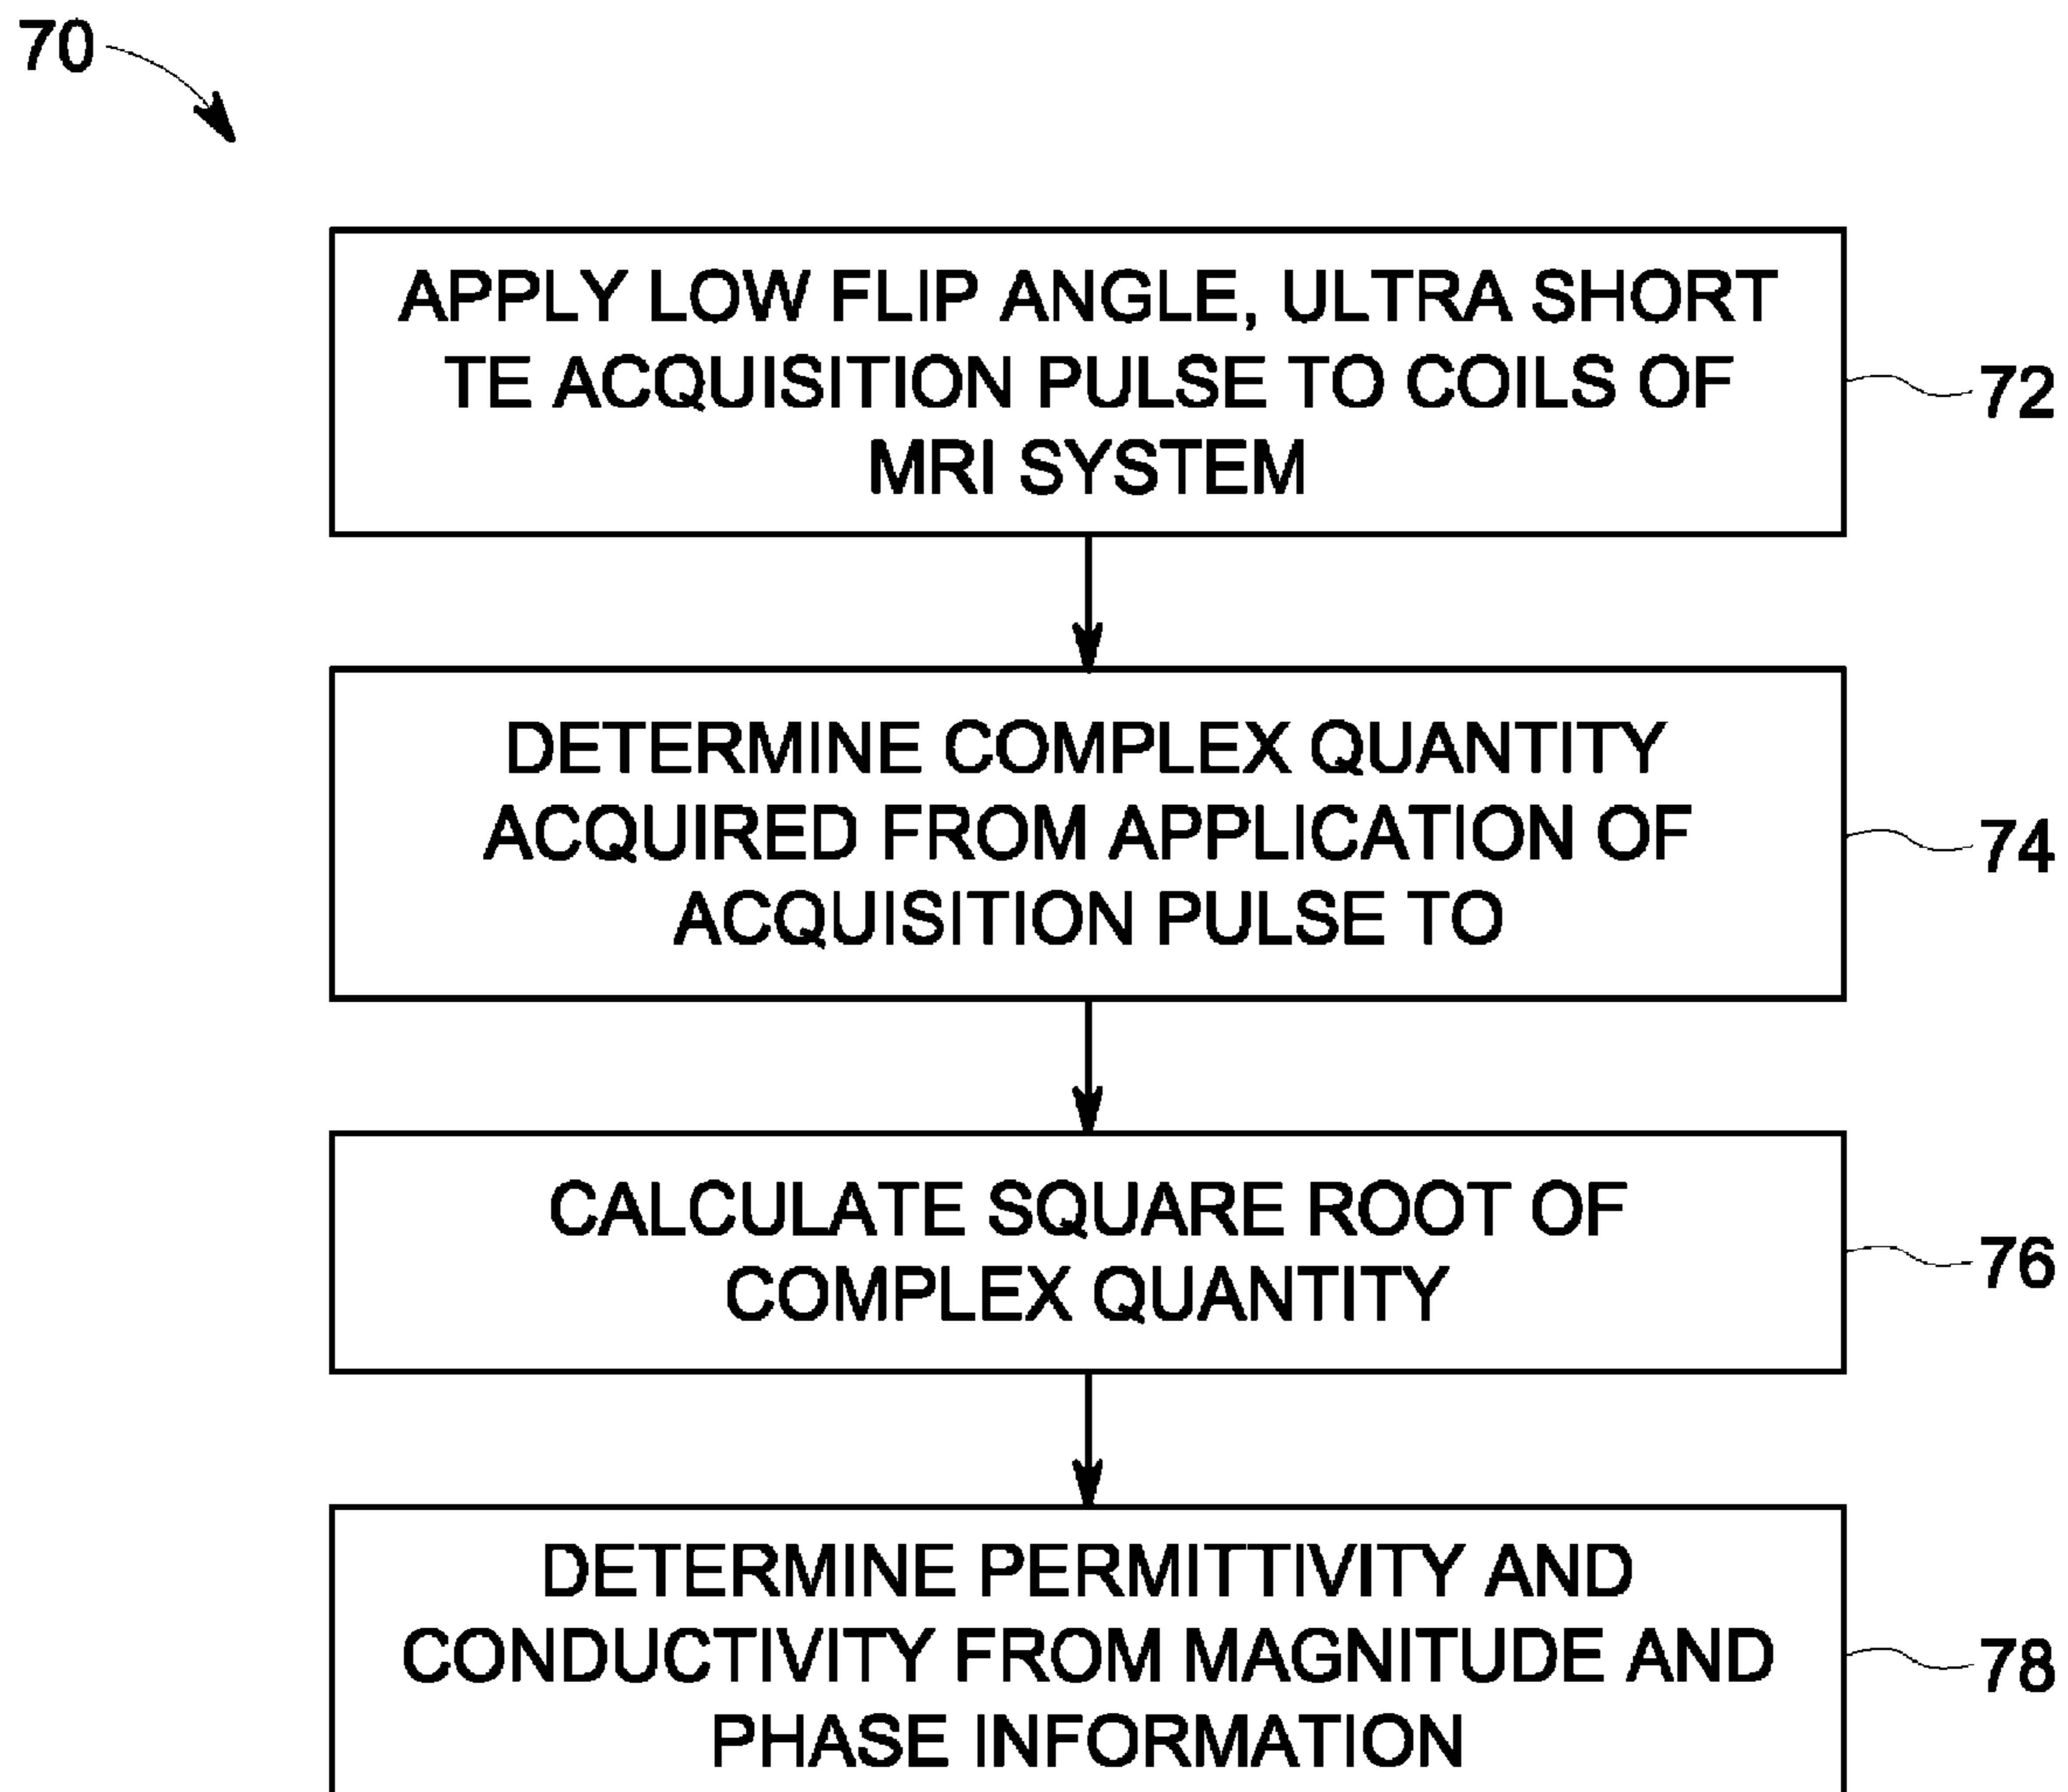 70
APPLY LOW FLIP ANGLE, ULTRA SHORT
TE ACQUISITION PULSE TO COILS OF
MRI SYSTEM
72
DETERMINE COMPLEX QUANTITY
ACQUIRED FROM APPLICATION OF
ACQUISITION PULSE TO
74
CALCULATE SQUARE ROOT OF
COMPLEX QUANTITY
76
DETERMINE PERMITTIVITY AND
CONDUCTIVITY FROM MAGNITUDE AND
PHASE INFORMATION
78